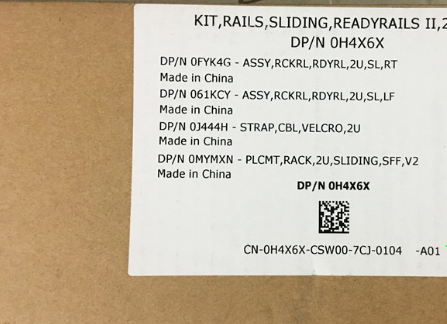 KIT,RAILS,SLIDING,READYRAILS II,2
DP/N 0H4X6X
DP/N 0FYK4G - ASSY,RCKRL,RDYRL,2U,SL,RT
Made in China
DP/N 061KCY - ASSY,RCKRL,RDYRL,2U,SL,LF
Made in China
DP/N 0J444H - STRAP,CBL,VELCRO,2U
Made in China
DP/N 0MYMXN - PLCMT,RACK,2U,SLIDING,SFF,V2
Made in China
DP/N 0H4X6X
CN-0H4X6X-CSW00-7CJ-0104 -A01